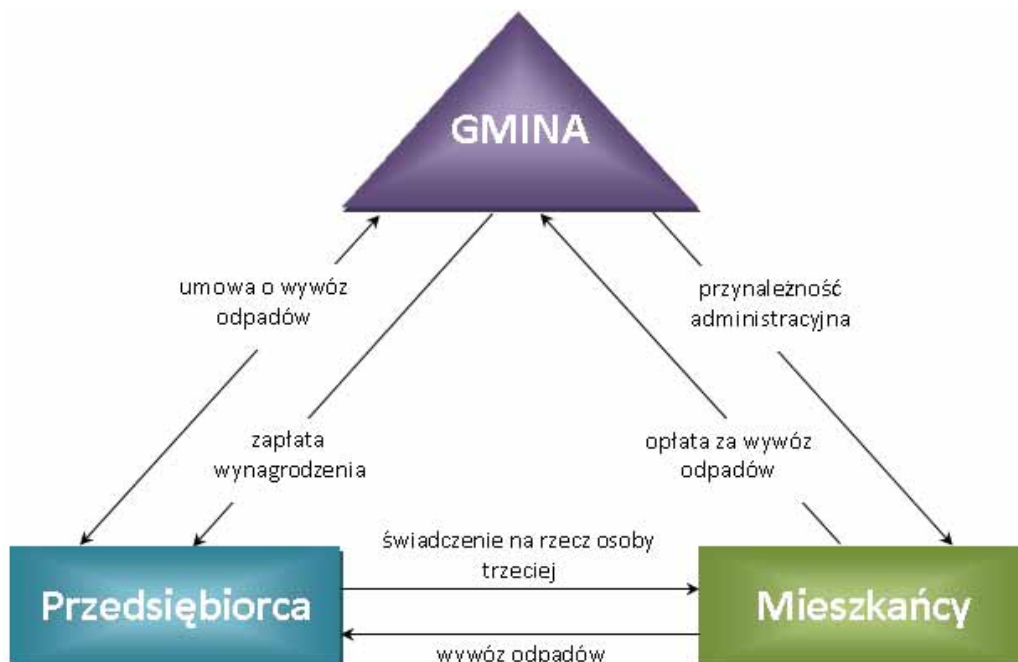 GMINA
umowa o wywóz
odpadów
przynależność
administracyjna
zapłata
wynagrodzenia
opłata za wywóz
odpadów
świadczenie na rzecz osoby
trzeciej
Przedsiębiorca
Mieszkańcy
wywóz odpadów